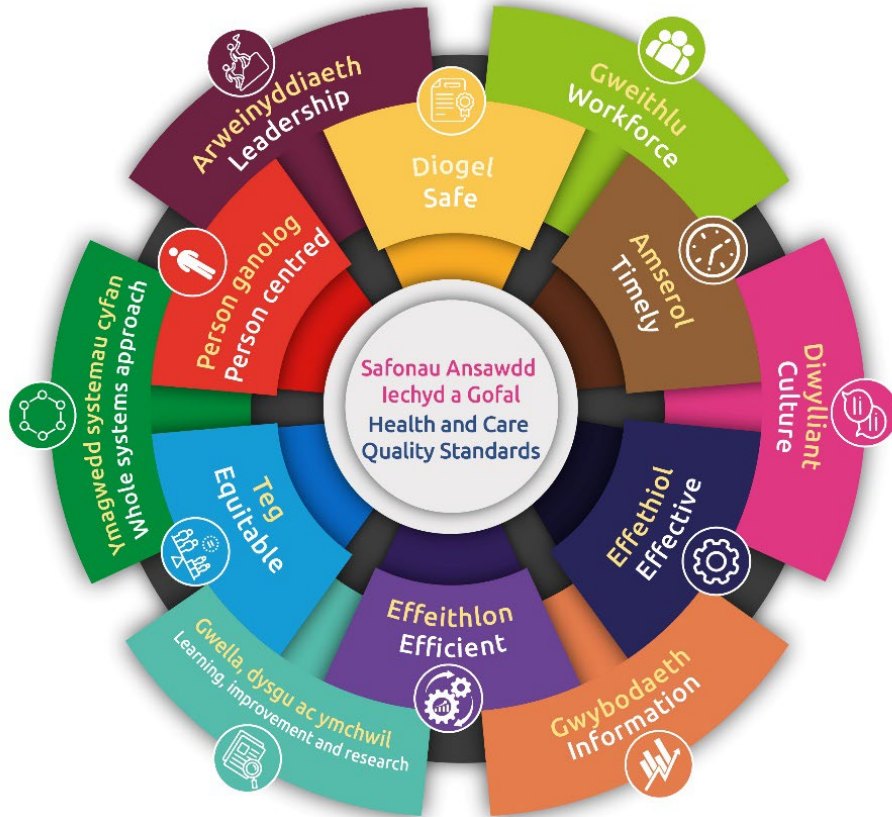 Safonau Ansawdd
Iechyd a Gofal
Health and Care
Quality Standards
Diogel
Safe
Amserol
Timely
Effethiol
Effective
Effeithlon
Efficient
Teg
Equitable
Person ganolog
Person centred
Arweinyddiaeth
Leadership
Gweithlu
Workforce
Diwylliant
Culture
Gwybodaeth
Information
Gwella, dysgu ac ymchwil
Learning, improvement and research
Ymagwedd systemau cyfan
Whole systems approach